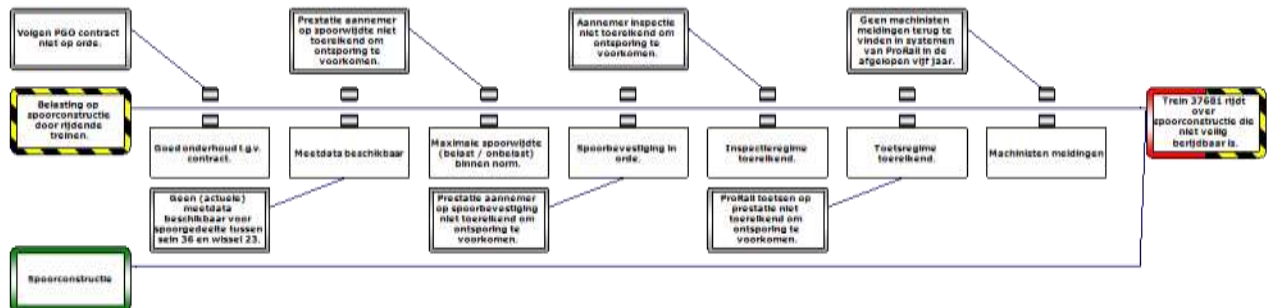 Volgen PGO contract
niet op orde.
Prestatie aannemer
op spoorwijdte niet
toereikend om
ontsporing te
voorkomen.
Aannemer inspectie
niet toereikend om
ontsporing te
voorkomen.
Geen machinisten
meldingen terug te
vinden in systemen
van ProRail in de
afgelopen vijf jaar.
Belasting op
spoorconstructie
door rijdende
treinen.
Trein 37681 rijdt
over
spoorconstructie die
niet veilig
berijdbaar is.
Goed onderhoud t.g.v.
contract.
Meetdata beschikbaar
Maximale spoorwijdte
(belast / onbelast)
binnen norm.
Spoorbevestiging in
orde.
Inspectieregime
toereikend.
Toetsregime
toereikend.
Machinisten meldingen
Geen (actuele)
meetdata
beschikbaar voor
spoorgedeelte tussen
sein 36 en wissel 23.
Prestatie aannemer
op spoorbevestiging
niet toereikend om
ontsporing te
voorkomen.
ProRail toetsen op
prestatie niet
toereikend om
ontsporing te
voorkomen.
Spoorconstructie